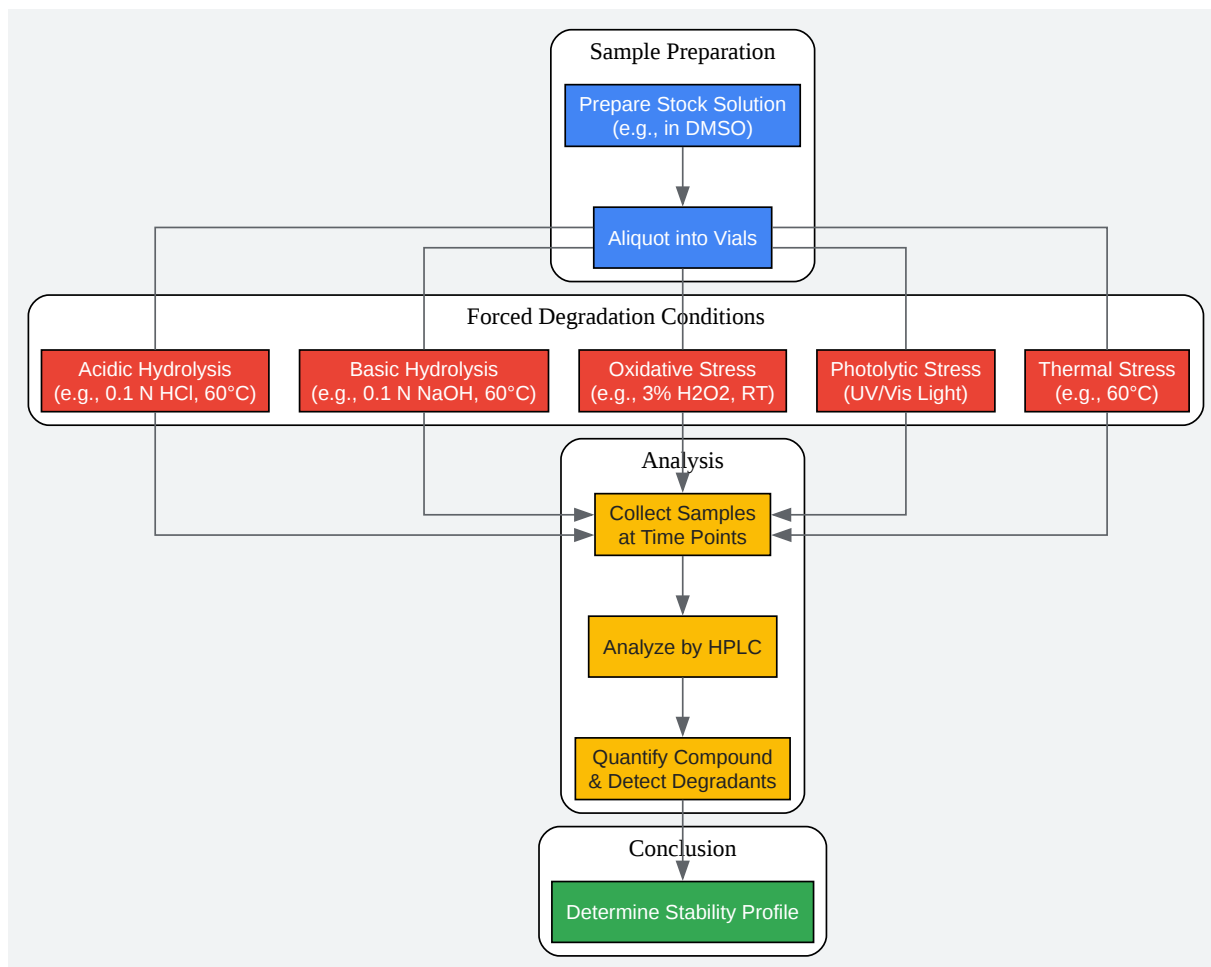 Sample Preparation
Prepare Stock Solution
(e.g., in DMSO)
Aliquot into Vials
Forced Degradation Conditions
Acidic Hydrolysis
(e.g., 0.1 N HCl, 60°C)
Basic Hydrolysis
(e.g., 0.1 N NaOH, 60°C)
Oxidative Stress
(e.g., 3% H2O2, RT)
Photolytic Stress
(UV/Vis Light)
Thermal Stress
(e.g., 60°C)
Analysis
Collect Samples
at Time Points
Analyze by HPLC
Quantify Compound
& Detect Degradants
Conclusion
Determine Stability Profile